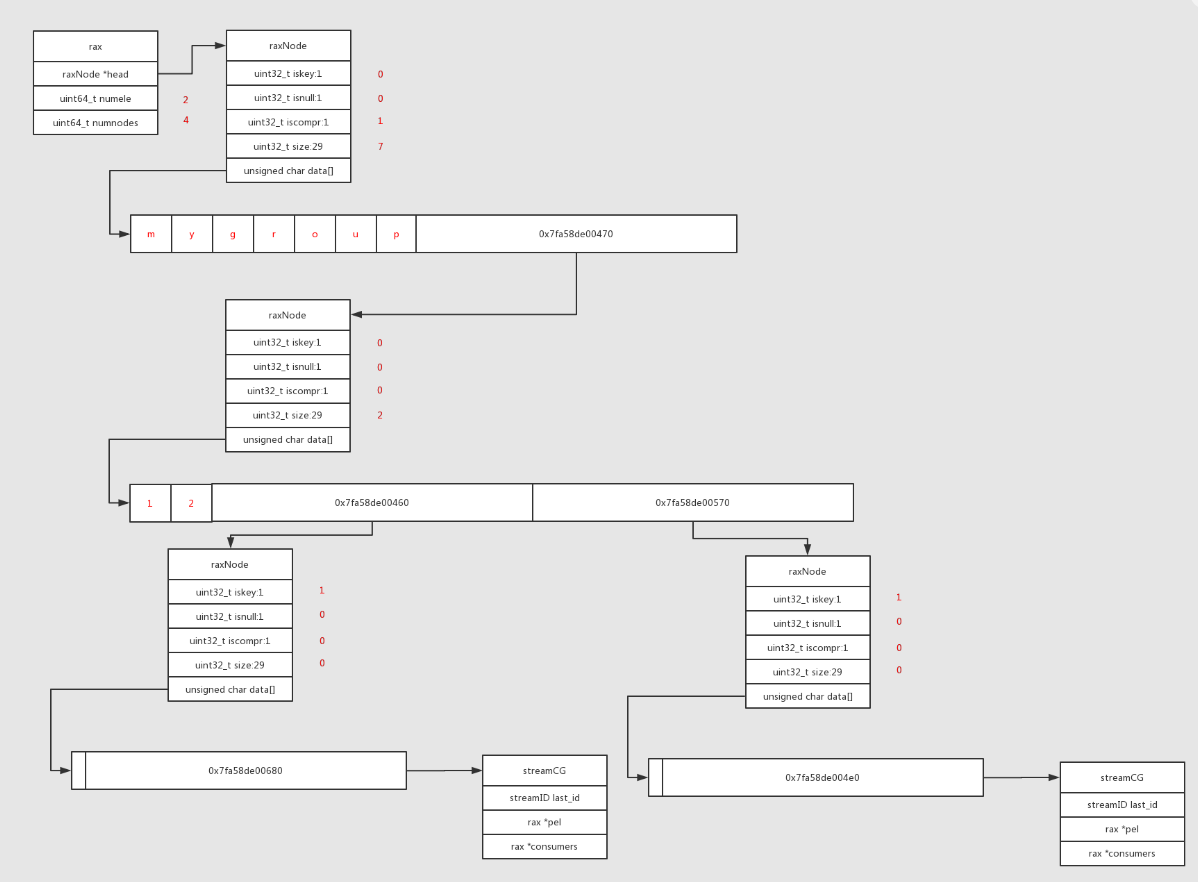 rax
raxNode *head
uint64_t numele 2
uint64_t numnodes 4
raxNode
uint32_t iskey:1 0
uint32_t isnull:1 0
uint32_t iscompr:1 1
uint32_t size:29 7
unsigned char data[]
m y g r o u p 0x7fa58de00470
raxNode
uint32_t iskey:1 0
uint32_t isnull:1 0
uint32_t iscompr:1 0
uint32_t size:29 2
unsigned char data[]
1 2 0x7fa58de00460 0x7fa58de00570
raxNode
uint32_t iskey:1 1
uint32_t isnull:1 0
uint32_t iscompr:1 0
uint32_t size:29 0
unsigned char data[]
0x7fa58de00680
streamCG
streamID last_id
rax *pel
rax *consumers
raxNode
uint32_t iskey:1 1
uint32_t isnull:1 0
uint32_t iscompr:1 0
uint32_t size:29 0
unsigned char data[]
0x7fa58de004e0
streamCG
streamID last_id
rax *pel
rax *consumers